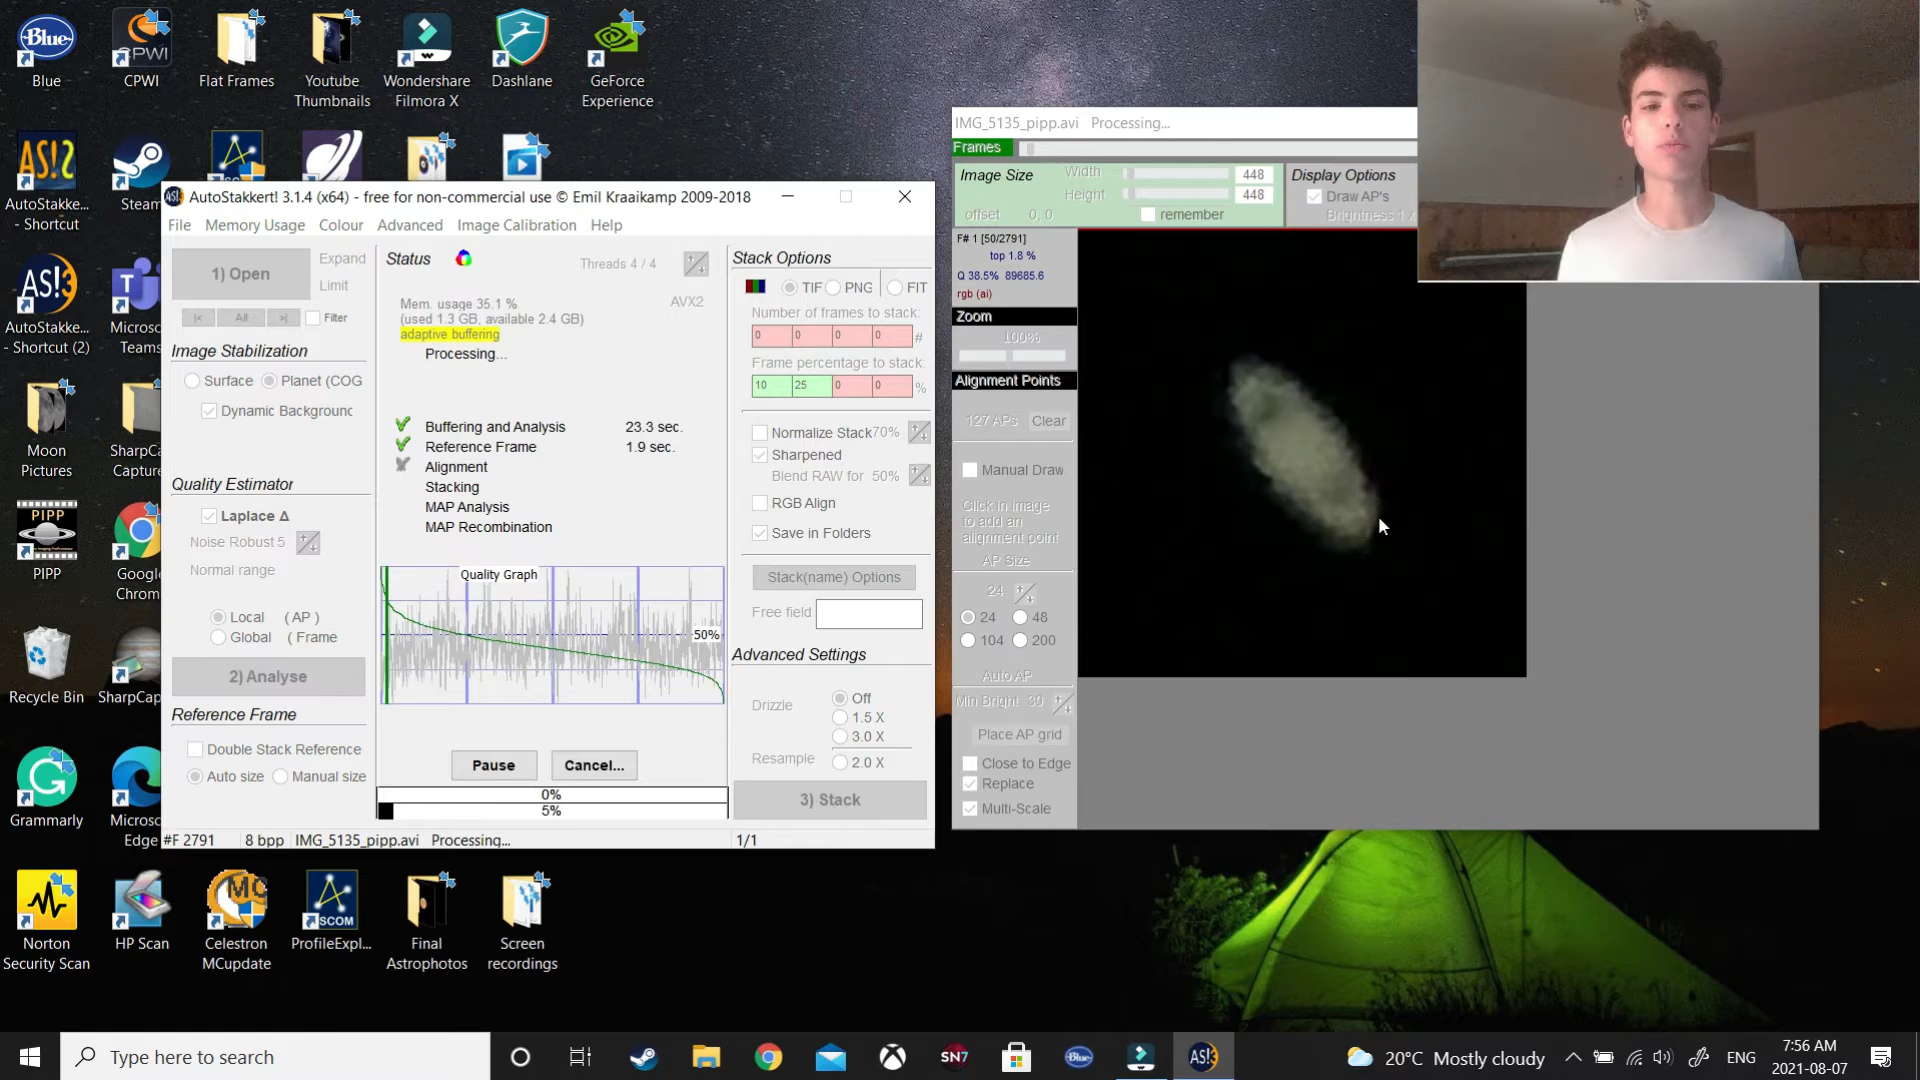 Blue
CPWI
Flat Frames
Youtube
Thumbnails
Wondershare
Filmora X
Dashlane
GeForce
Experience
AutoStakke...
- Shortcut
Steam
AutoStakke...
- Shortcut (2)
Microsc
Teams
Moon
Pictures
SharpCap
Capture
PIPP
Google
Chrom
Recycle Bin
SharpCap
Grammarly
Microsc
Edge
Norton
Security Scan
HP Scan
Celestron
MCupdate
ProfileExpl...
Final
Astrophotos
Screen
recordings
AutoStakkert! 3.1.4 (x64) - free for non-commercial use © Emil Kraaikamp 2009-2018
File Memory Usage Colour Advanced Image Calibration Help
1) Open
Expand
Limit
|< All >| Filter
Image Stabilization
Surface Planet (COG
Dynamic Background
Quality Estimator
Laplace Δ
Noise Robust 5
Normal range
Local (AP)
Global (Frame
2) Analyse
Reference Frame
Double Stack Reference
Auto size Manual size
Status
Threads 4 / 4
AVX2
Mem. usage 35.1 %
(used 1.3 GB, available 2.4 GB)
adaptive buffering
Processing...
Buffering and Analysis 23.3 sec.
Reference Frame 1.9 sec.
Alignment
Stacking
MAP Analysis
MAP Recombination
Quality Graph
50%
Pause Cancel...
0%
5%
Stack Options
TIF PNG FIT
Number of frames to stack:
0 0 0 0 #
Frame percentage to stack:
10 25 0 0 %
Normalize Stack 70%
Sharpened
Blend RAW for 50%
RGB Align
Save in Folders
Stack(name) Options
Free field
Advanced Settings
Drizzle
Off
1.5 X
3.0 X
Resample 2.0 X
3) Stack
#F 2791 8 bpp IMG_5135_pipp.avi Processing... 1/1
IMG_5135_pipp.avi Processing...
Frames
Image Size
Width 448
Height 448
offset 0, 0
remember
Display Options
Draw AP's
Brightness 1 x
F# 1 [50/2791]
top 1.8 %
Q 38.5% 89685.6
rgb (ai)
Zoom
100%
Alignment Points
127 APs Clear
Manual Draw
Click in image
to add an
alignment point
AP Size
24
24 48
104 200
Auto AP
Min Bright 30
Place AP grid
Close to Edge
Replace
Multi-Scale
Type here to search
20°C Mostly cloudy
ENG
7:56 AM
2021-08-07